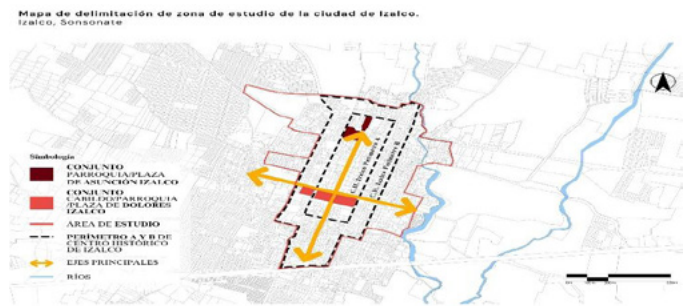 Mapa de delimitación de zona de estudio de la ciudad de Izalco.
Izalco, Sonsonate
Simbología
CONJUNTO
PARROQUIA/PLAZA
DE ASUNCIÓN IZALCO
CONJUNTO
CABILDO/PARROQUIA
/PLAZA DE DOLORES
IZALCO
AREA DE ESTUDIO
PERÍMETRO A Y B DE
CENTRO HISTÓRICO
DE IZALCO
EJES PRINCIPALES
RÍOS